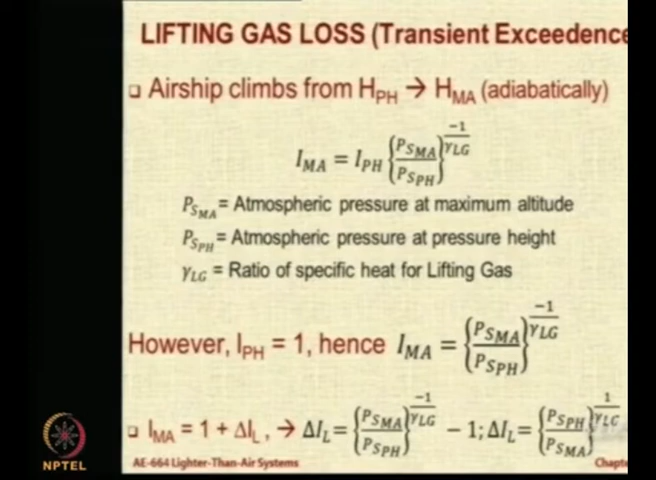 LIFTING GAS LOSS (Transient Exceedence
❑ Airship climbs from H_PH → H_MA (adiabatically)
I_MA = I_PH {P_SMA / P_SPH}^(-1/γ_LG)
P_SMA = Atmospheric pressure at maximum altitude
P_SPH = Atmospheric pressure at pressure height
γ_LG = Ratio of specific heat for Lifting Gas
However, I_PH = 1, hence I_MA = {P_SMA / P_SPH}^(-1/γ_LG)
❑ I_MA = 1 + ΔI_L, → ΔI_L = {P_SMA / P_SPH}^(-1/γ_LG) - 1; ΔI_L = {P_SPH / P_SMA}^(1/γ_LG)
NPTEL
AE-664 Lighter-Than-Air Systems
Chapte